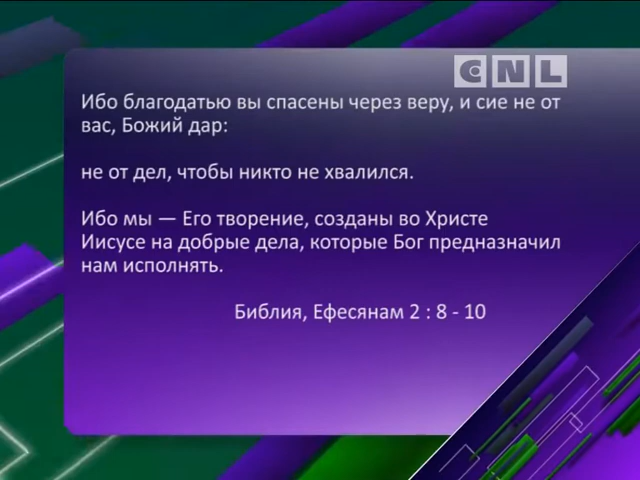 CNL
Ибо благодатью вы спасены через веру, и сие не от
вас, Божий дар:
не от дел, чтобы никто не хвалился.
Ибо мы — Его творение, созданы во Христе
Иисусе на добрые дела, которые Бог предназначил
нам исполнять.
Библия, Ефесянам 2 : 8 - 10